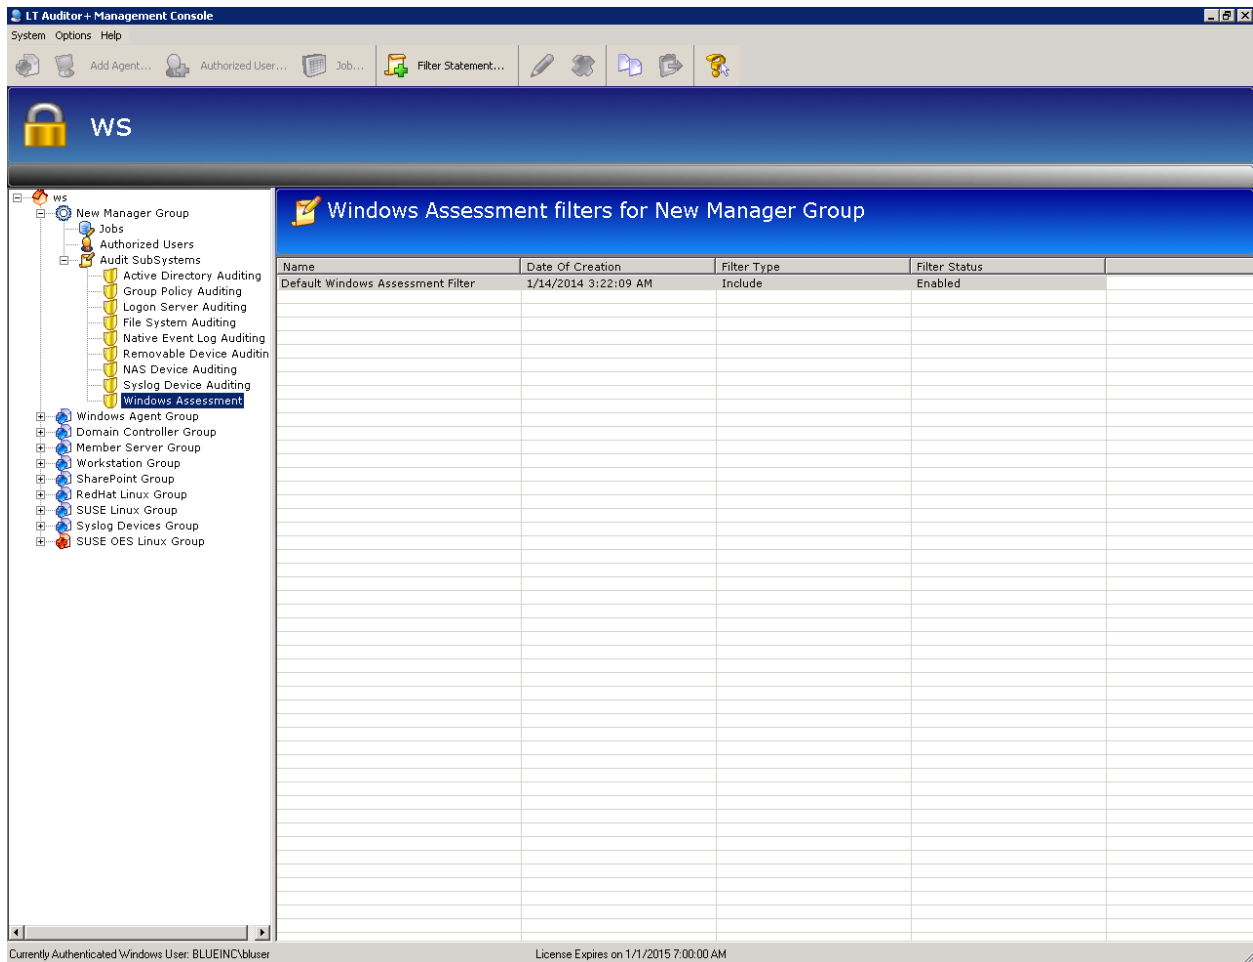 LT Auditor+ Management Console
System Options Help
Add Agent... Authorized User... Job... Filter Statement...
ws
ws
New Manager Group
Jobs
Authorized Users
Audit SubSystems
Active Directory Auditing
Group Policy Auditing
Logon Server Auditing
File System Auditing
Native Event Log Auditing
Removable Device Auditin
NAS Device Auditing
Syslog Device Auditing
Windows Assessment
Windows Agent Group
Domain Controller Group
Member Server Group
Workstation Group
SharePoint Group
RedHat Linux Group
SUSE Linux Group
Syslog Devices Group
SUSE OES Linux Group
Windows Assessment filters for New Manager Group
Name Date Of Creation Filter Type Filter Status
Default Windows Assessment Filter 1/14/2014 3:22:09 AM Include Enabled
Currently Authenticated Windows User: BLUEINC\bluser License Expires on 1/1/2015 7:00:00 AM